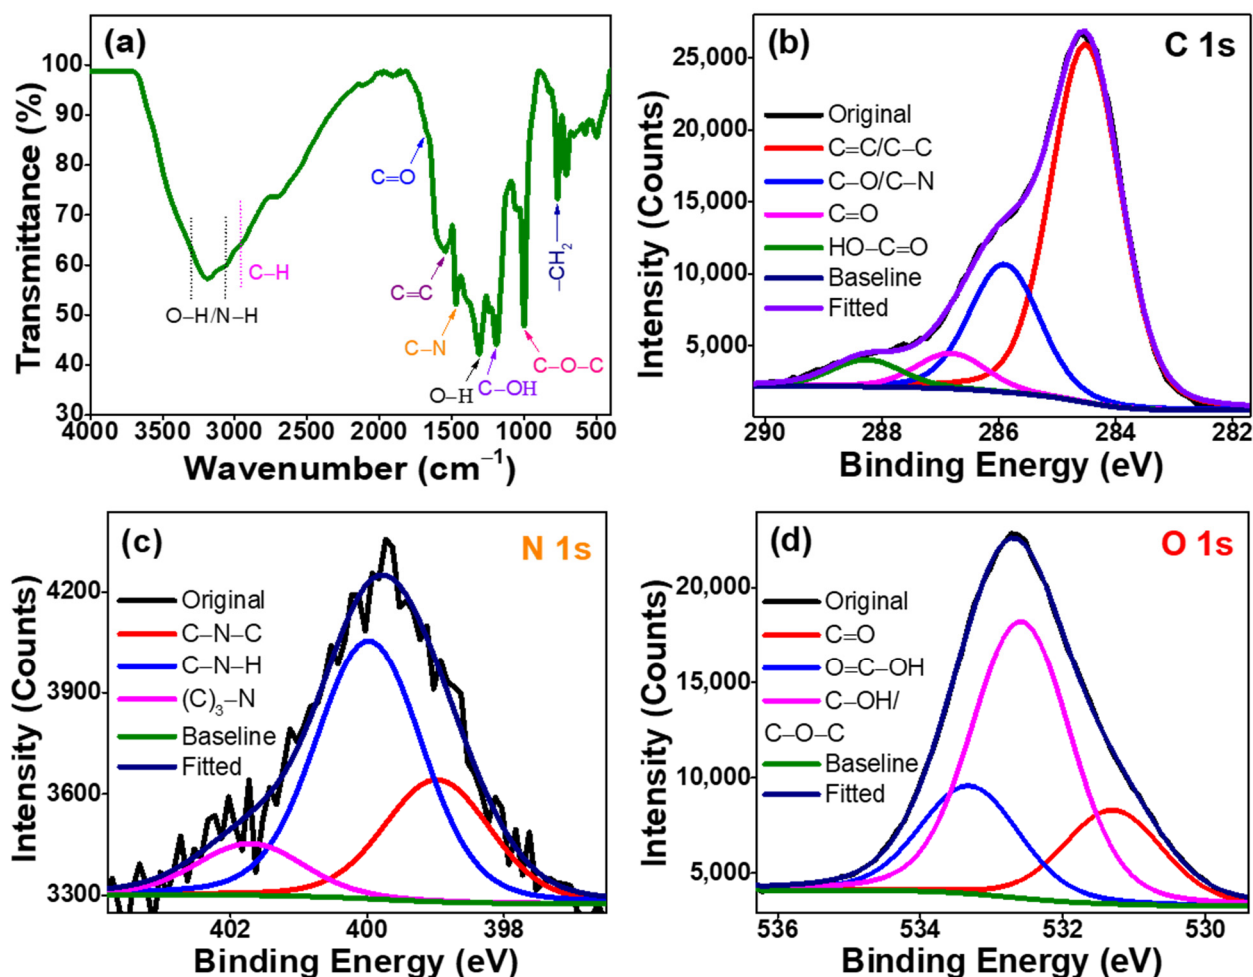 (a)
Transmittance (%)
100
90
80
70
60
50
40
30
C=O
C–H
O–H/N–H
C=C
C–N
O–H
C–OH
C–O–C
–CH2
4000 3500 3000 2500 2000 1500 1000 500
Wavenumber (cm−1)
(b)
C 1s
Intensity (Counts)
25,000
20,000
15,000
10,000
5,000
Original
C=C/C–C
C–O/C–N
C=O
HO–C=O
Baseline
Fitted
290 288 286 284 282
Binding Energy (eV)
(c)
N 1s
Intensity (Counts)
4200
3900
3600
3300
Original
C–N–C
C–N–H
(C)3–N
Baseline
Fitted
402 400 398
Binding Energy (eV)
(d)
O 1s
Intensity (Counts)
20,000
15,000
10,000
5,000
Original
C=O
O=C–OH
C–OH/
C–O–C
Baseline
Fitted
536 534 532 530
Binding Energy (eV)